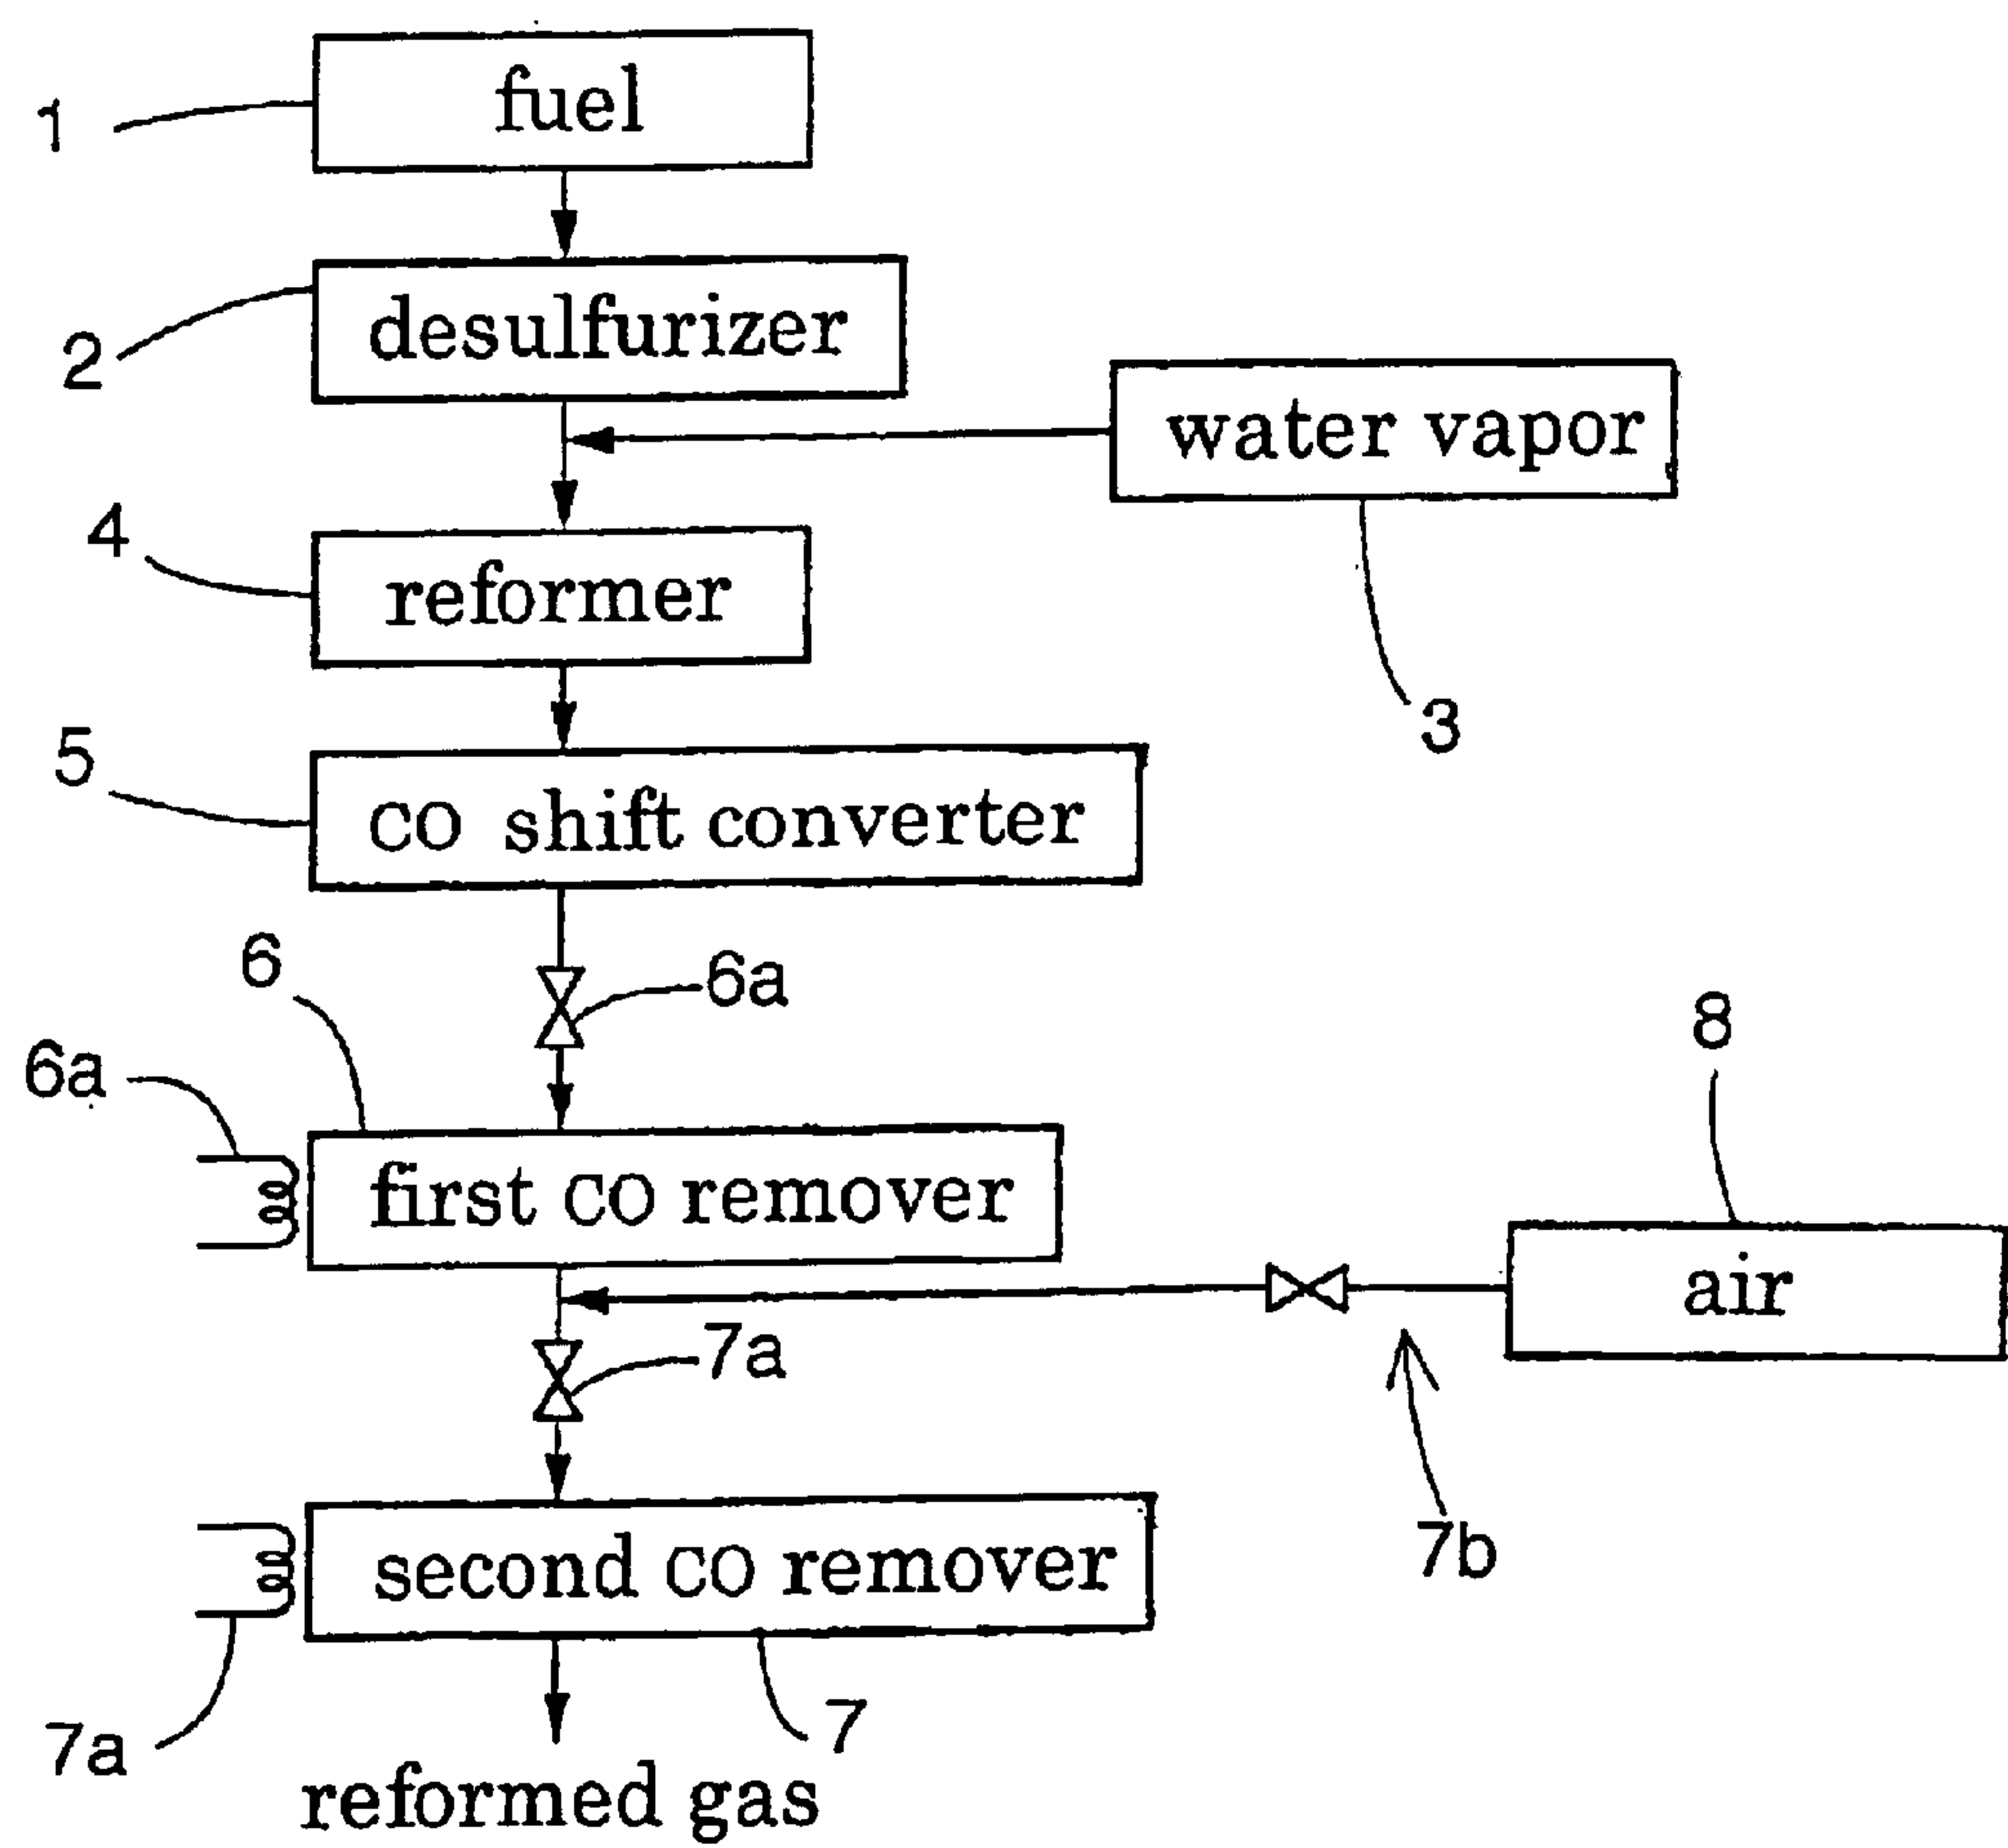 fuel
1
desulfurizer
2
water vapor
4
reformer
3
5
CO shift converter
6
6a
8
6a
first CO remover
air
7a
7b
second CO remover
7
7a
reformed gas